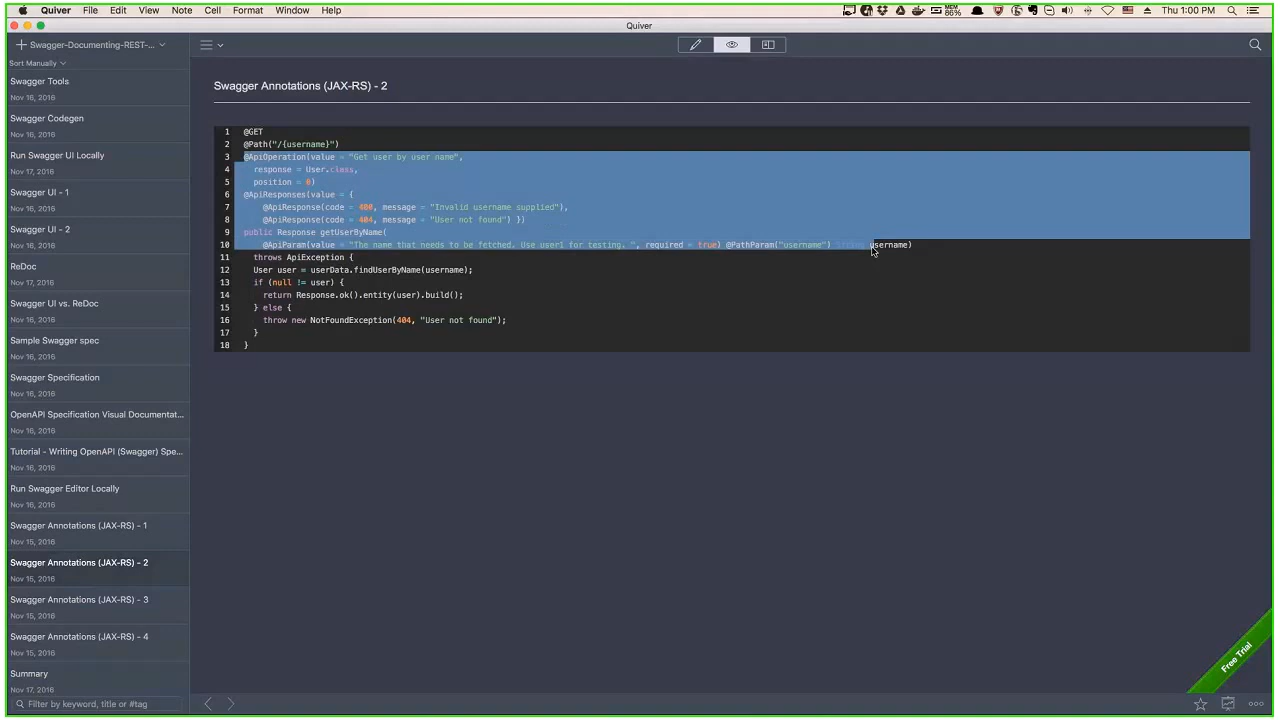 Quiver File Edit View Note Cell Format Window Help MEM 86% Thu 1:00 PM
Quiver
Swagger-Documenting-REST-...
Sort Manually
Swagger Tools
Nov 16, 2016
Swagger Codegen
Nov 16, 2016
Run Swagger UI Locally
Nov 17, 2016
Swagger UI - 1
Nov 16, 2016
Swagger UI - 2
Nov 16, 2016
ReDoc
Nov 17, 2016
Swagger UI vs. ReDoc
Nov 16, 2016
Sample Swagger spec
Nov 16, 2016
Swagger Specification
Nov 16, 2016
OpenAPI Specification Visual Documentat...
Nov 16, 2016
Tutorial - Writing OpenAPI (Swagger) Spe...
Nov 16, 2016
Run Swagger Editor Locally
Nov 16, 2016
Swagger Annotations (JAX-RS) - 1
Nov 15, 2016
Swagger Annotations (JAX-RS) - 2
Nov 15, 2016
Swagger Annotations (JAX-RS) - 3
Nov 15, 2016
Swagger Annotations (JAX-RS) - 4
Nov 15, 2016
Summary
Nov 17, 2016
Filter by keyword, title or #tag
Swagger Annotations (JAX-RS) - 2
1 @GET
2 @Path("/{username}")
3 @ApiOperation(value = "Get user by user name",
4 response = User.class,
5 position = 0)
6 @ApiResponses(value = {
7 @ApiResponse(code = 400, message = "Invalid username supplied"),
8 @ApiResponse(code = 404, message = "User not found") })
9 public Response getUserByName(
10 @ApiParam(value = "The name that needs to be fetched. Use user1 for testing. ", required = true) @PathParam("username") String username)
11 throws ApiException {
12 User user = userData.findUserByName(username);
13 if (null != user) {
14 return Response.ok().entity(user).build();
15 } else {
16 throw new NotFoundException(404, "User not found");
17 }
18 }
Free Trial